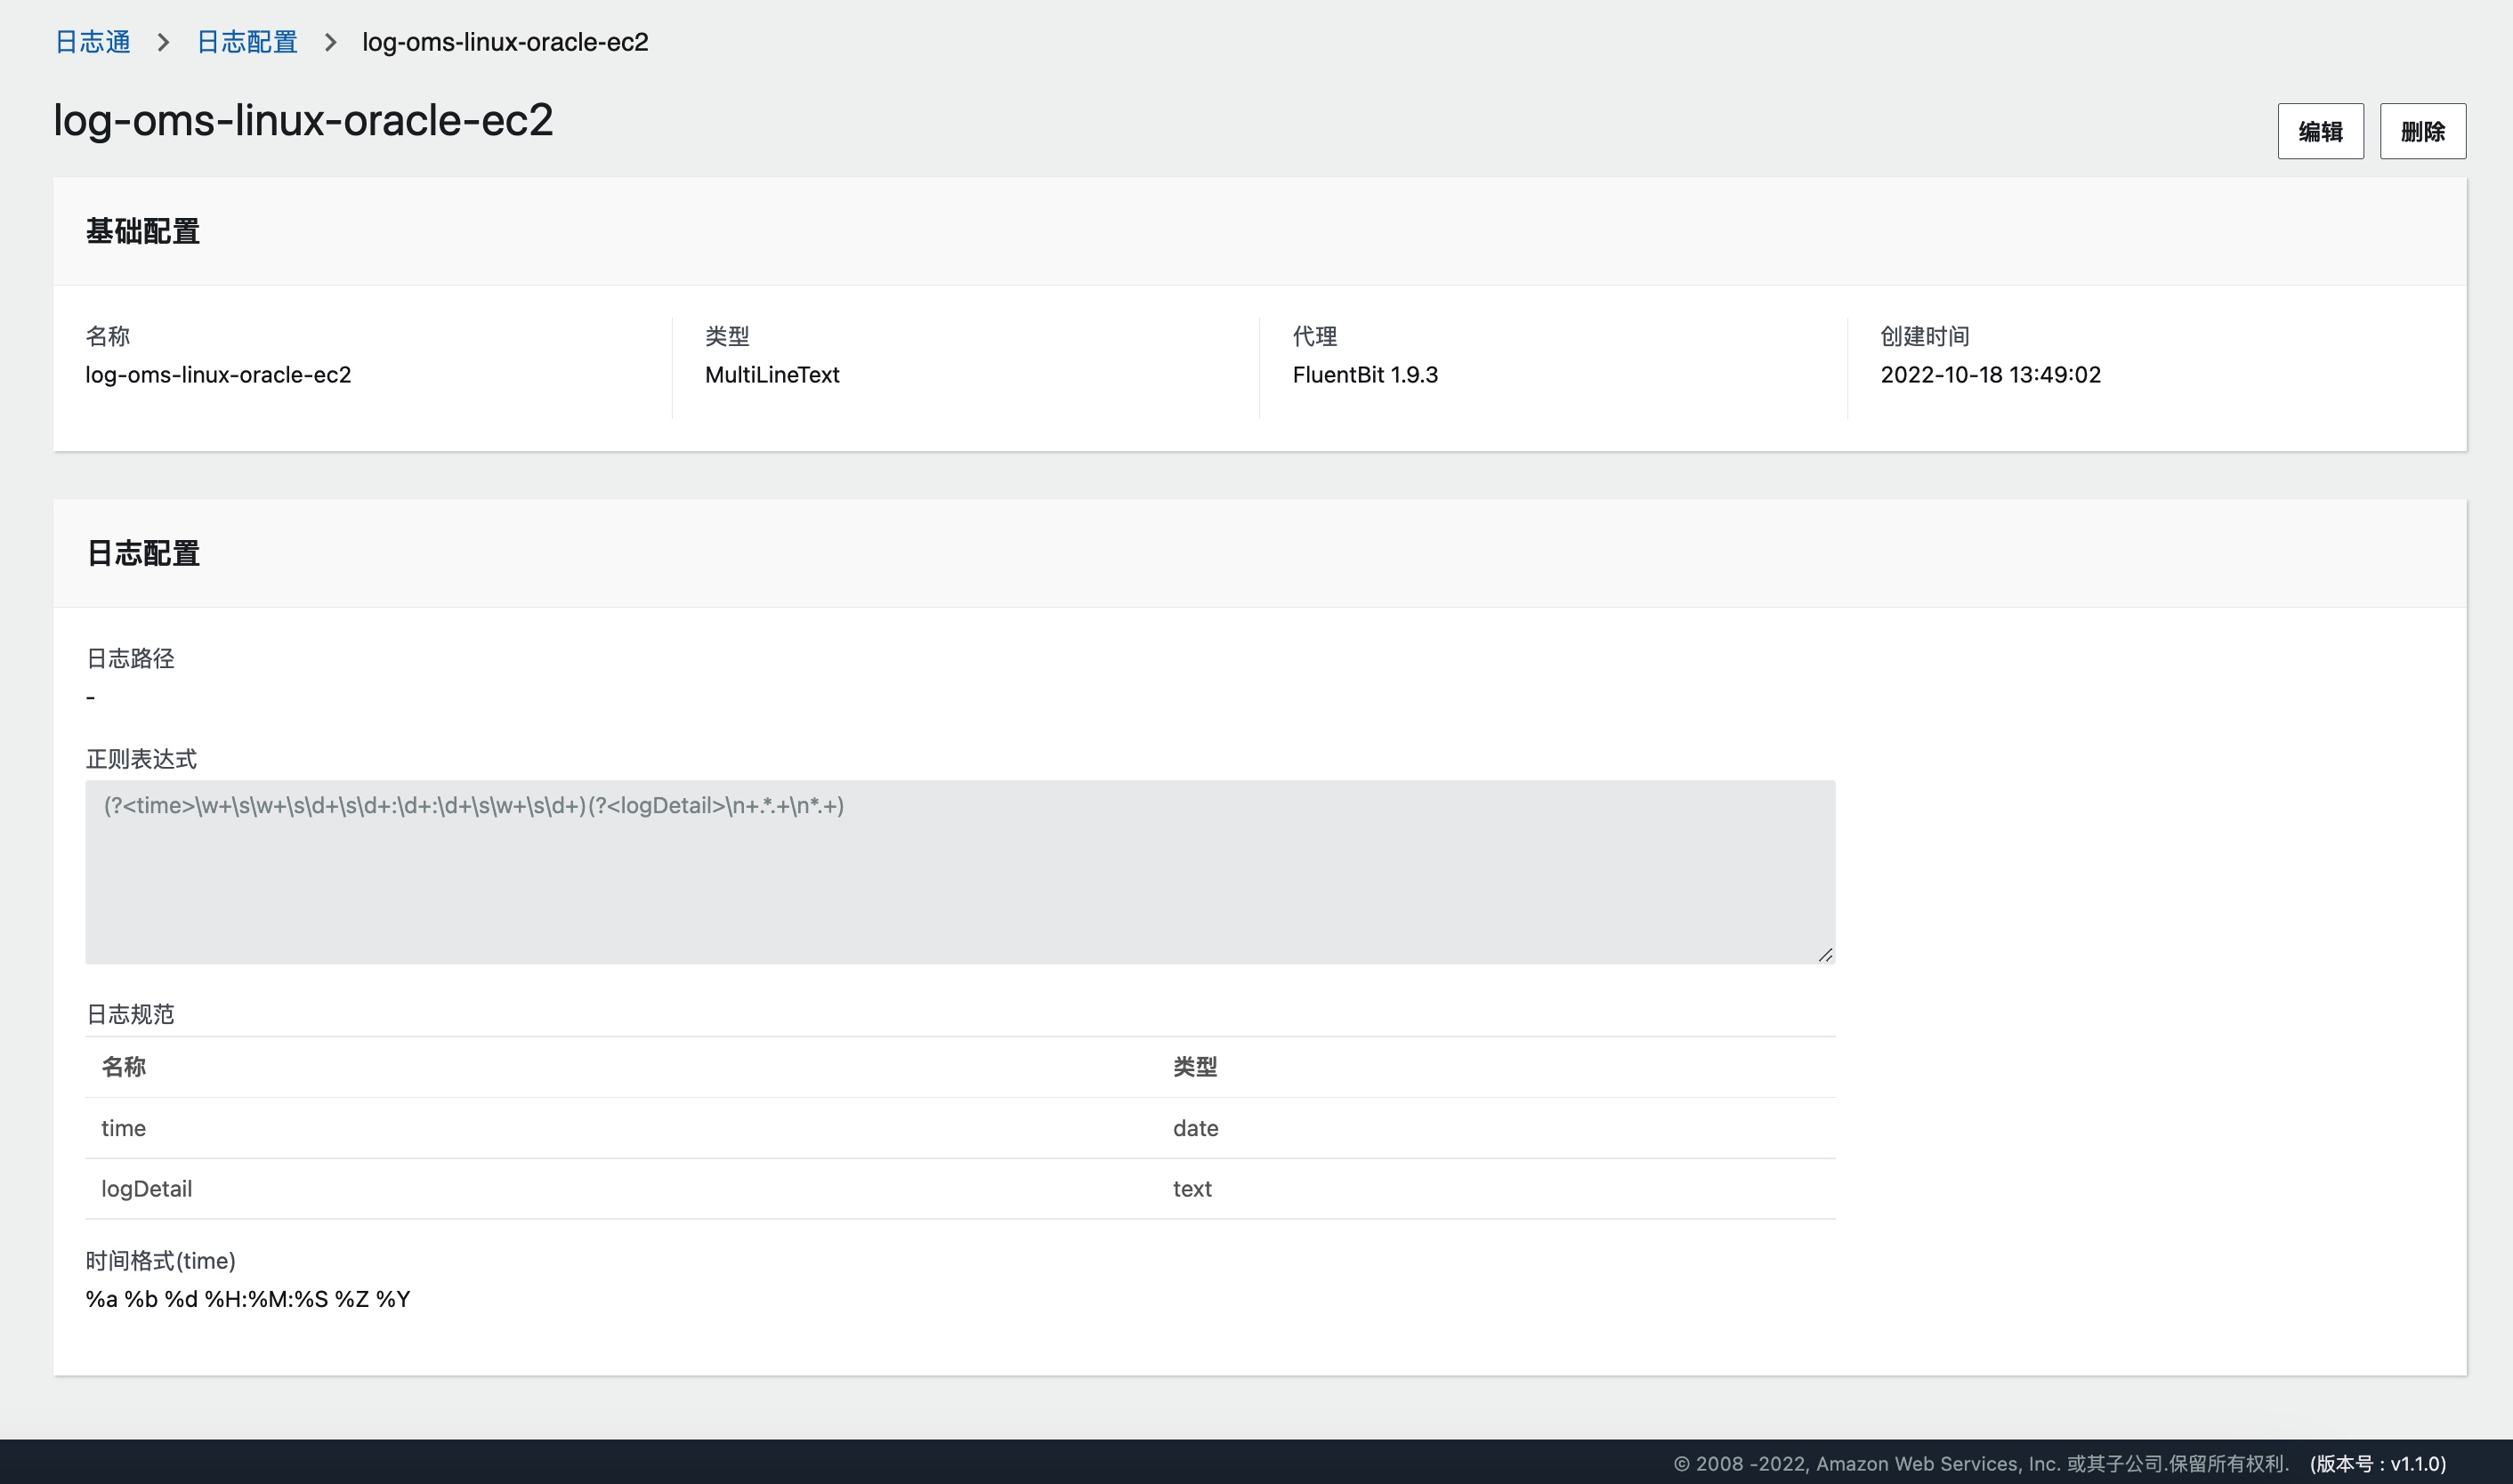 日志通 > 日志配置 > log-oms-linux-oracle-ec2
log-oms-linux-oracle-ec2
编辑 删除
基础配置
名称 类型 代理 创建时间
log-oms-linux-oracle-ec2 MultiLineText FluentBit 1.9.3 2022-10-18 13:49:02
日志配置
日志路径
-
正则表达式
(?<time>\w+\s\w+\s\d+\s\d+:\d+:\d+\s\w+\s\d+)(?<logDetail>\n+.*.+\n*.+)
日志规范
名称 类型
time date
logDetail text
时间格式(time)
%a %b %d %H:%M:%S %Z %Y
© 2008 -2022, Amazon Web Services, Inc. 或其子公司.保留所有权利. (版本号 : v1.1.0)